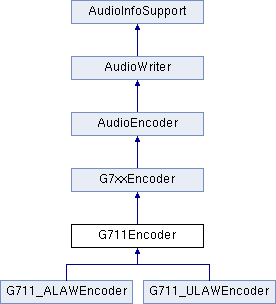 AudioInfoSupport
AudioWriter
AudioEncoder
G7xxEncoder
G711Encoder
G711_ALAWEncoder
G711_ULAWEncoder